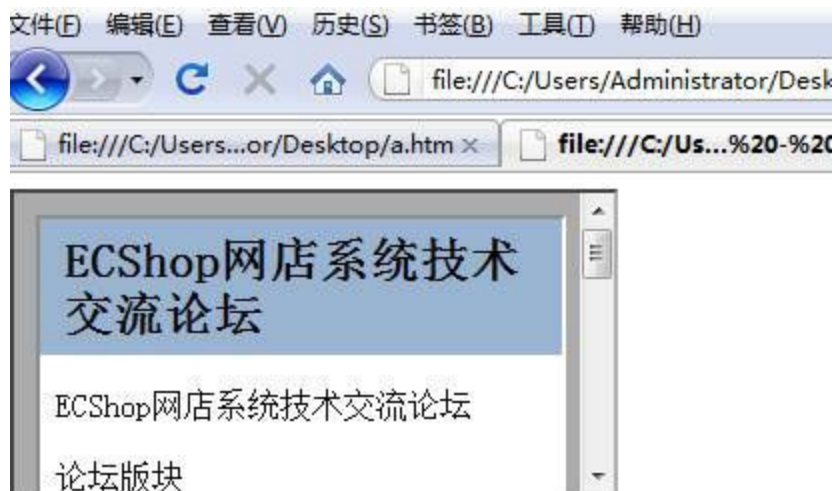 文件(F) 编辑(E) 查看(V) 历史(S) 书签(B) 工具(T) 帮助(H)
file:///C:/Users/Administrator/Desk
file:///C:/Users...or/Desktop/a.htm × file:///C:/Us...%20-%20
ECShop网店系统技术
交流论坛
ECShop网店系统技术交流论坛
论坛版块